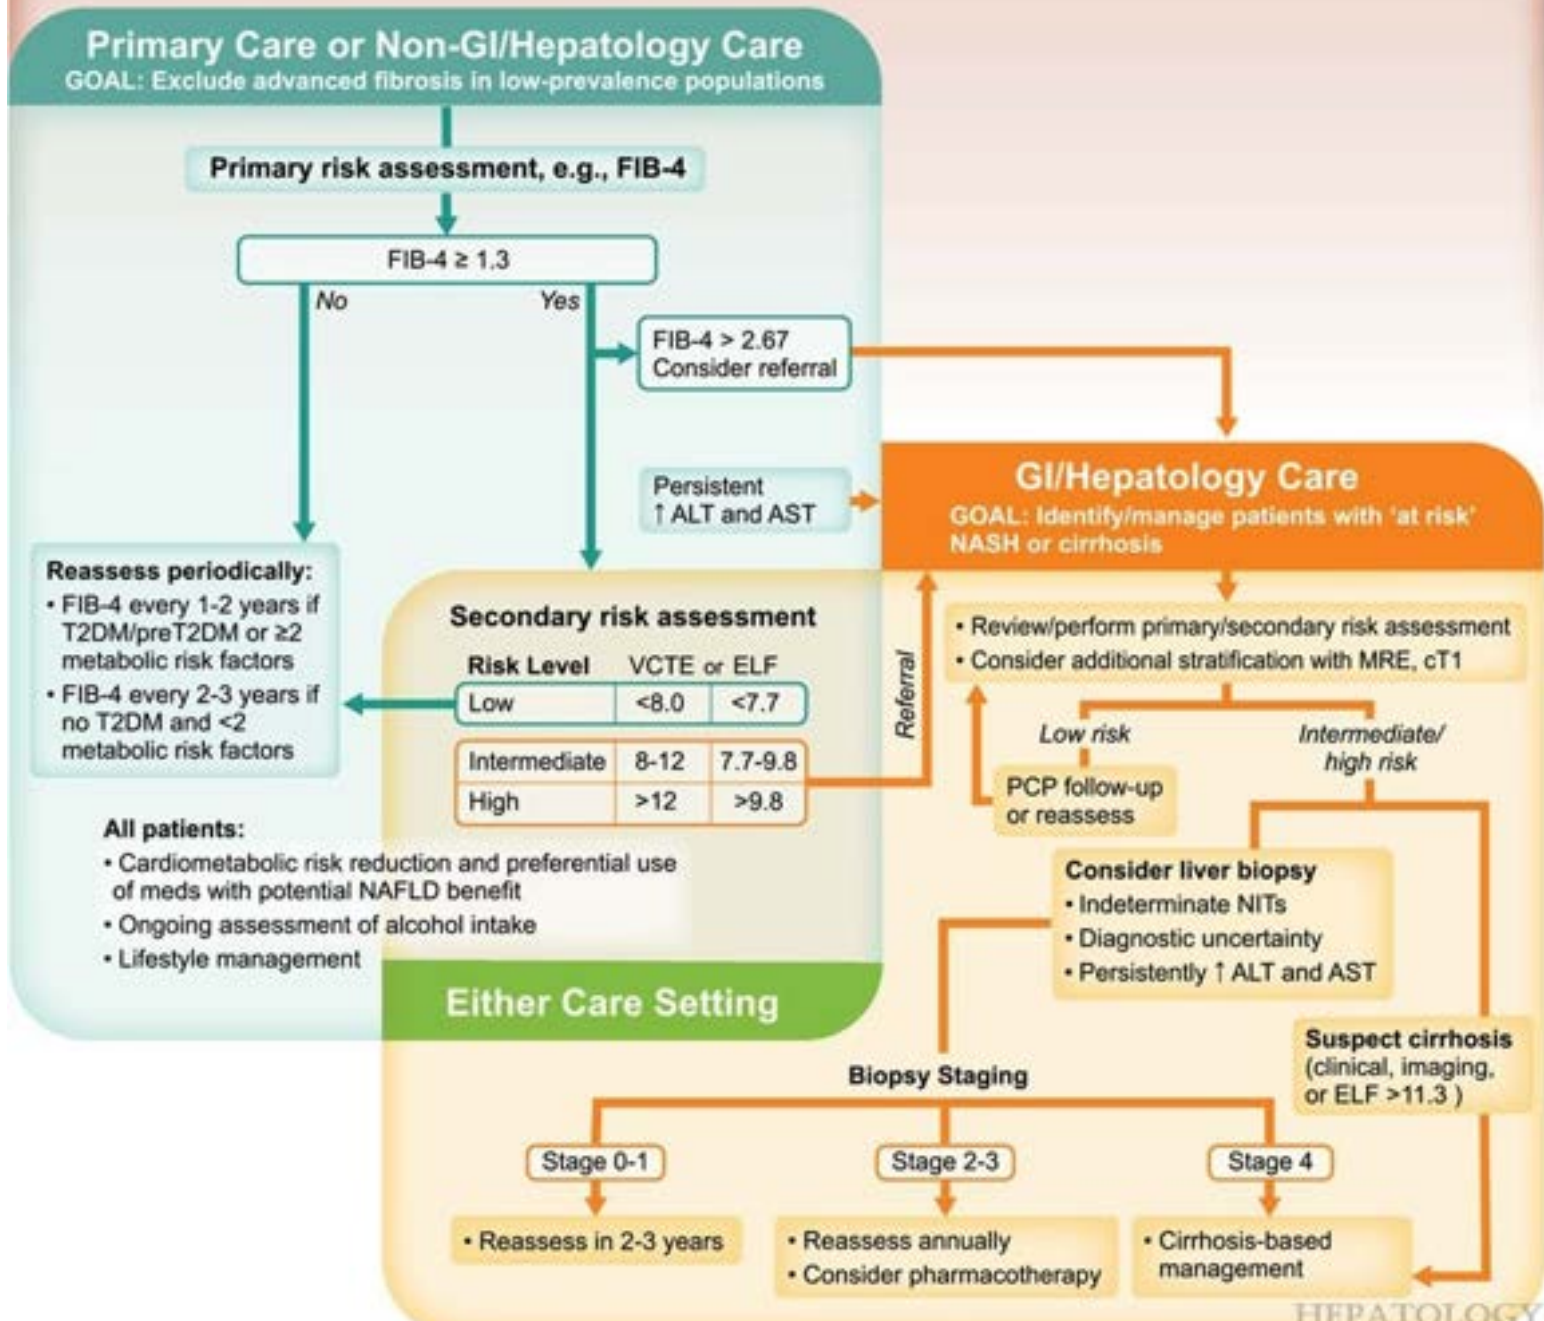 Primary Care or Non-GI/Hepatology Care
GOAL: Exclude advanced fibrosis in low-prevalence populations
Primary risk assessment, e.g., FIB-4
FIB-4 ≥ 1.3
No
Yes
FIB-4 > 2.67
Consider referral
Persistent
↑ ALT and AST
GI/Hepatology Care
GOAL: Identify/manage patients with 'at risk'
NASH or cirrhosis
Reassess periodically:
• FIB-4 every 1-2 years if
T2DM/preT2DM or ≥2
metabolic risk factors
• FIB-4 every 2-3 years if
no T2DM and <2
metabolic risk factors
Secondary risk assessment
Risk Level VCTE or ELF
Low <8.0 <7.7
Intermediate 8-12 7.7-9.8
High >12 >9.8
Referral
• Review/perform primary/secondary risk assessment
• Consider additional stratification with MRE, cT1
Low risk
Intermediate/
high risk
PCP follow-up
or reassess
All patients:
• Cardiometabolic risk reduction and preferential use
of meds with potential NAFLD benefit
• Ongoing assessment of alcohol intake
• Lifestyle management
Either Care Setting
Consider liver biopsy
• Indeterminate NITs
• Diagnostic uncertainty
• Persistently ↑ ALT and AST
Suspect cirrhosis
(clinical, imaging,
or ELF >11.3 )
Biopsy Staging
Stage 0-1
Stage 2-3
Stage 4
• Reassess in 2-3 years
• Reassess annually
• Consider pharmacotherapy
• Cirrhosis-based
management
HEPATOLOGY